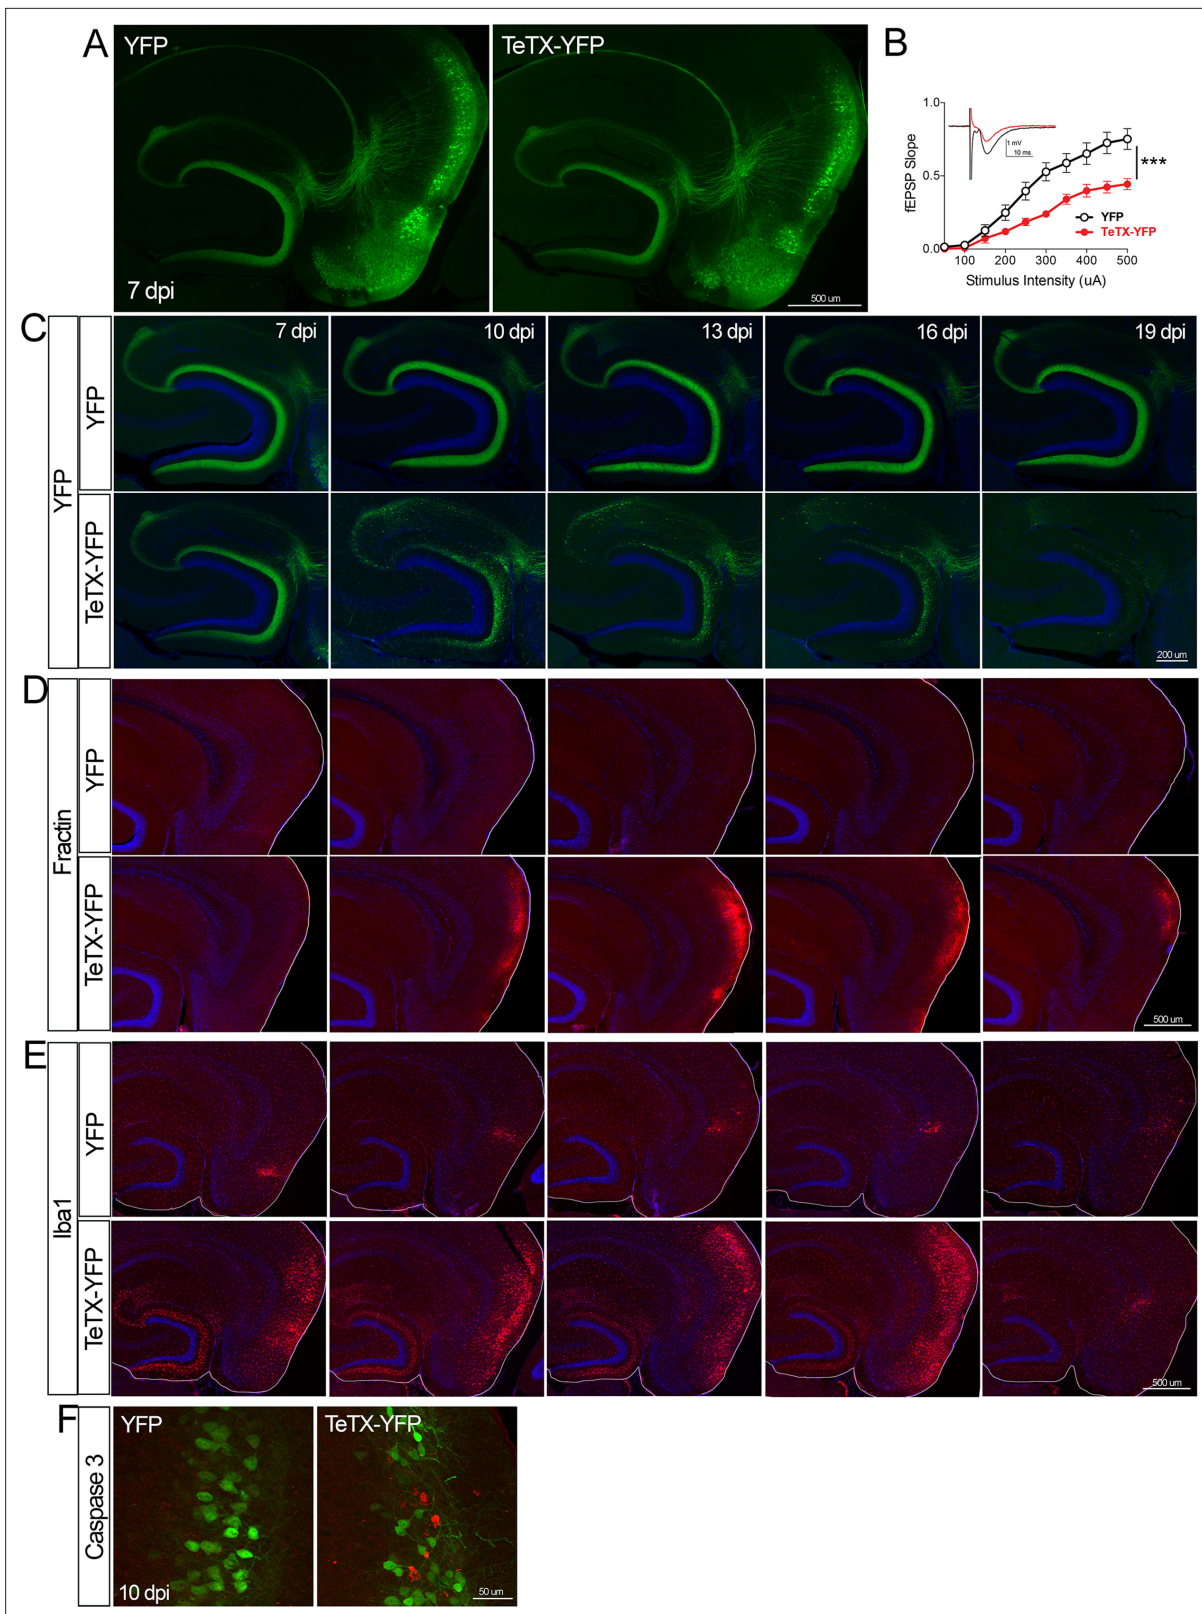 A
YFP
TeTX-YFP
7 dpi
500 um
B
1.0
0.5
0.0
fEPSP Slope
1 mV
10 ms
***
YFP
TeTX-YFP
100 200 300 400 500
Stimulus Intensity (uA)
C
YFP
YFP
TeTX-YFP
7 dpi
10 dpi
13 dpi
16 dpi
19 dpi
200 um
D
Fractin
YFP
TeTX-YFP
500 um
E
Iba1
YFP
TeTX-YFP
500 um
F
Caspase 3
YFP
TeTX-YFP
10 dpi
50 um